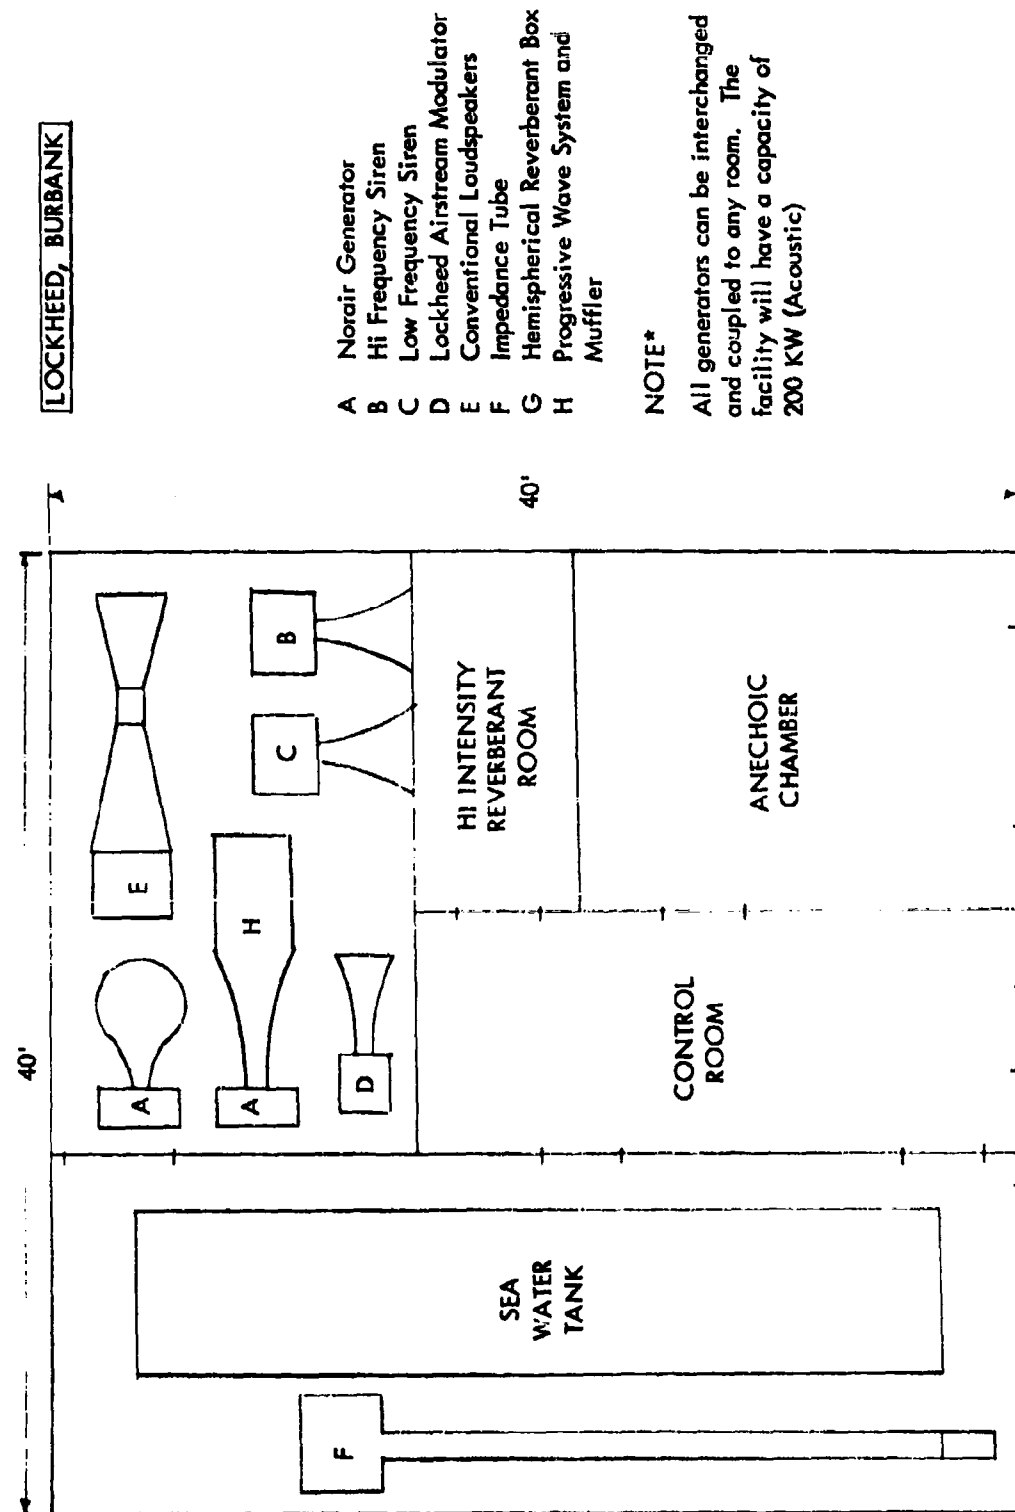 LOCKHEED, BURBANK
A Norair Generator
B Hi Frequency Siren
C Low Frequency Siren
D Lockheed Airstream Modulator
E Conventional Loudspeakers
F Impedance Tube
G Hemispherical Reverberant Box
H Progressive Wave System and
Muffler
NOTE*
All generators can be interchanged
and coupled to any room. The
facility will have a capacity of
200 KW (Acoustic)
40'
40'
A
E
A
H
D
C
B
F
SEA
WATER
TANK
CONTROL
ROOM
HI INTENSITY
REVERBERANT
ROOM
ANECHOIC
CHAMBER